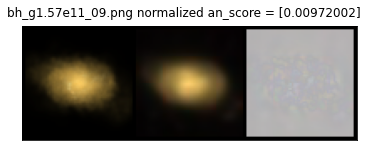 bh_g1.57e11_09.png normalized an_score = [0.00972002]